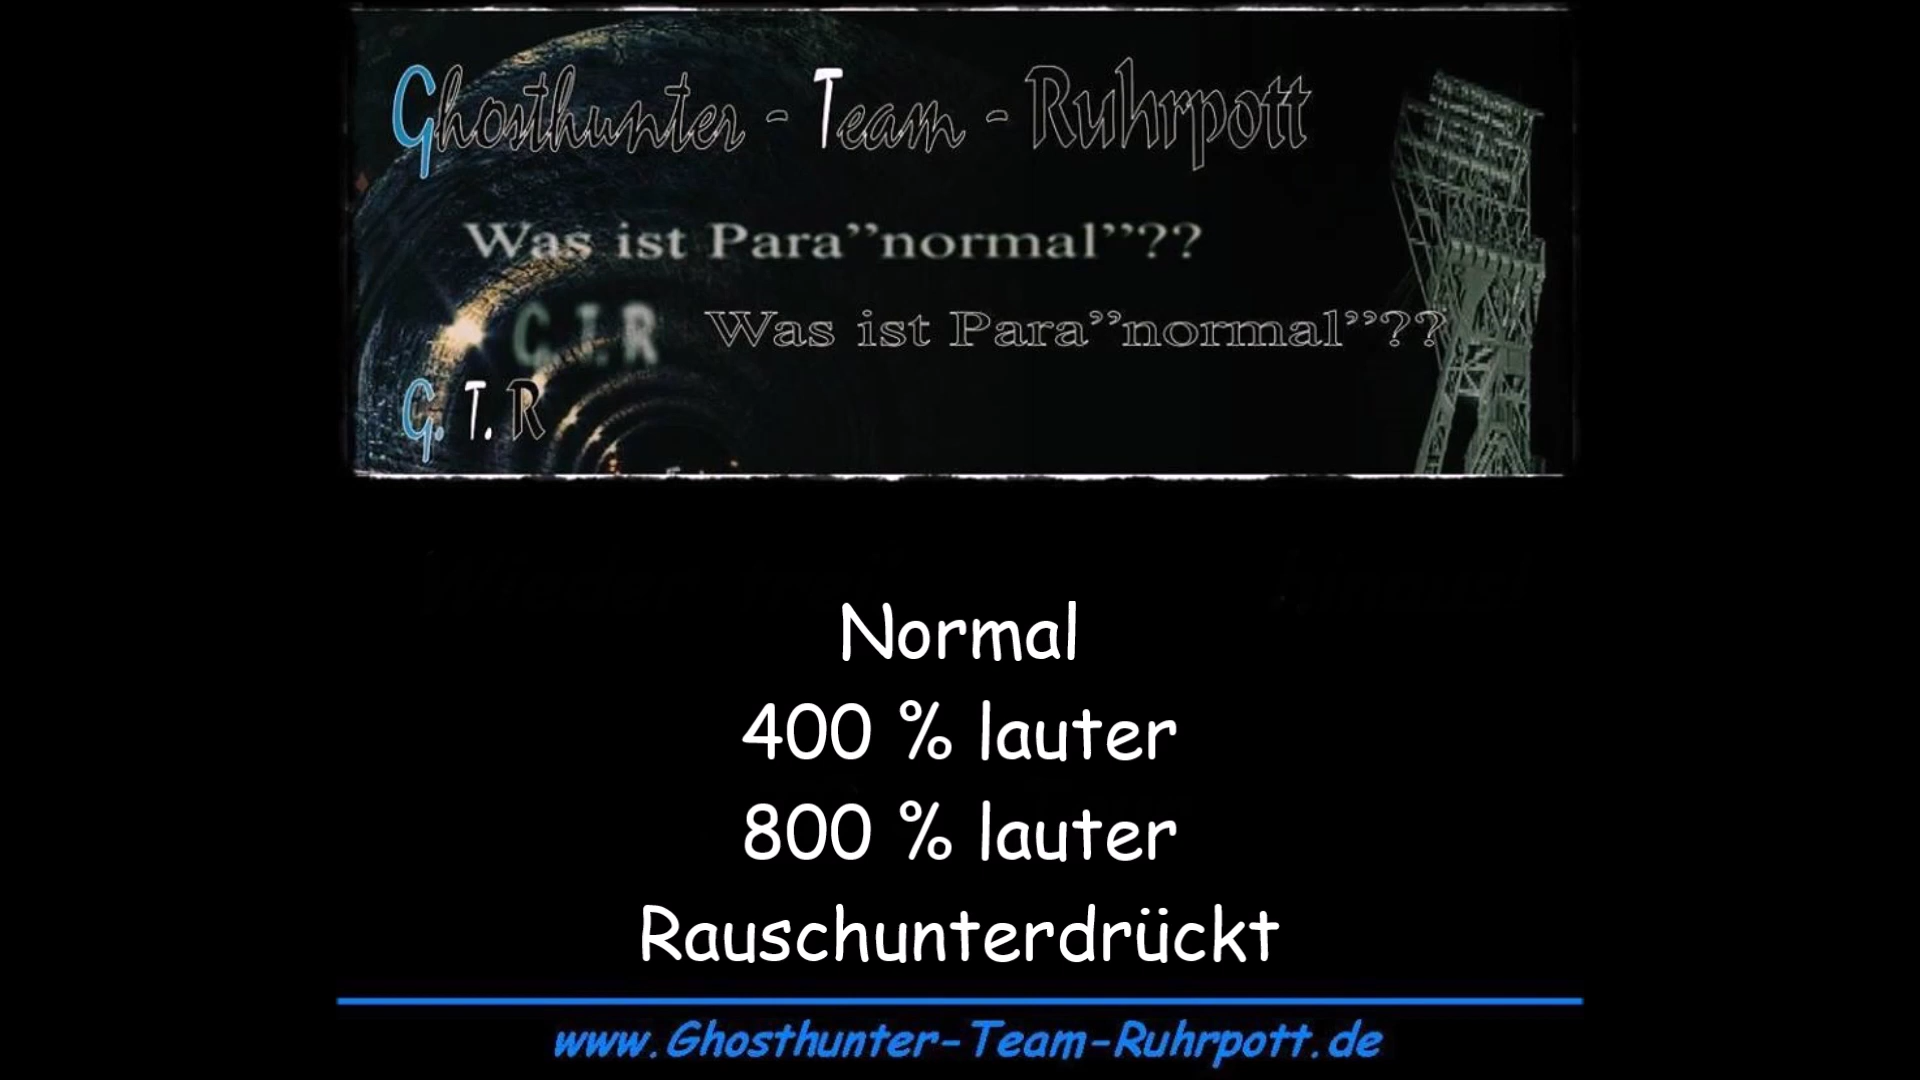 Ghosthunter - Team - Ruhrpott
Was ist Para”normal”??
G.T.R
Was ist Para”normal”??
G. T. R
Normal
400 % lauter
800 % lauter
Rauschunterdrückt
www.Ghosthunter-Team-Ruhrpott.de